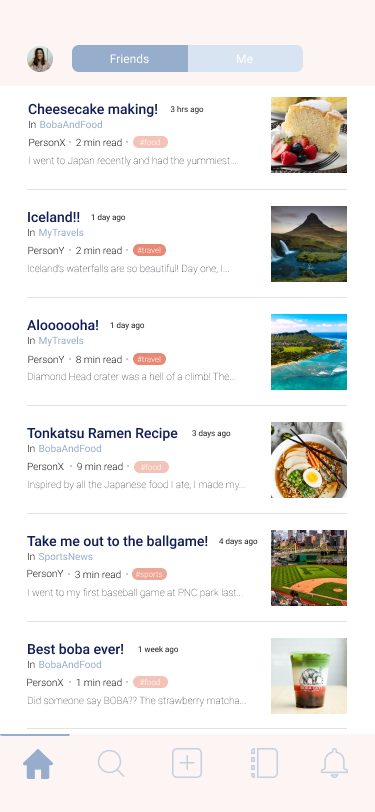 Friends
Me
Cheesecake making! 3 hrs ago
In BobaAndFood
PersonX · 2 min read · #food
I went to Japan recently and had the yummiest...
Iceland!! 1 day ago
In MyTravels
PersonY · 2 min read · #travel
Iceland's waterfalls are so beautiful! Day one, I...
Aloooooha! 1 day ago
In MyTravels
PersonY · 8 min read · #travel
Diamond Head crater was a hell of a climb! The...
Tonkatsu Ramen Recipe 3 days ago
In BobaAndFood
PersonX · 9 min read · #food
Inspired by all the Japanese food I ate, I made my...
Take me out to the ballgame! 4 days ago
In SportsNews
PersonY · 3 min read · #sports
I went to my first baseball game at PNC park last...
Best boba ever! 1 week ago
In BobaAndFood
PersonX · 1 min read · #food
Did someone say BOBA?? The strawberry matcha...